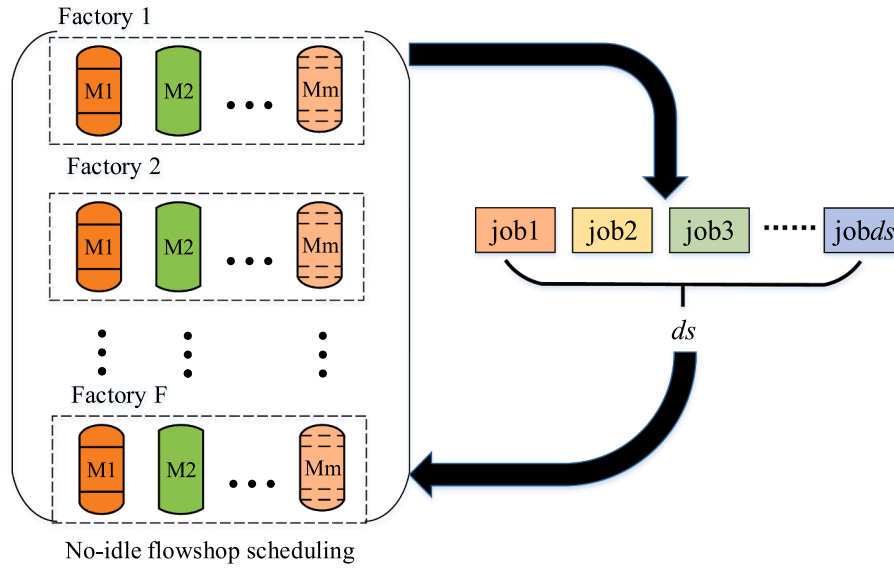 Factory 1
M1 M2 Mm
Factory 2
M1 M2 Mm
job1 job2 job3 jobds
ds
Factory F
M1 M2 Mm
No-idle flowshop scheduling